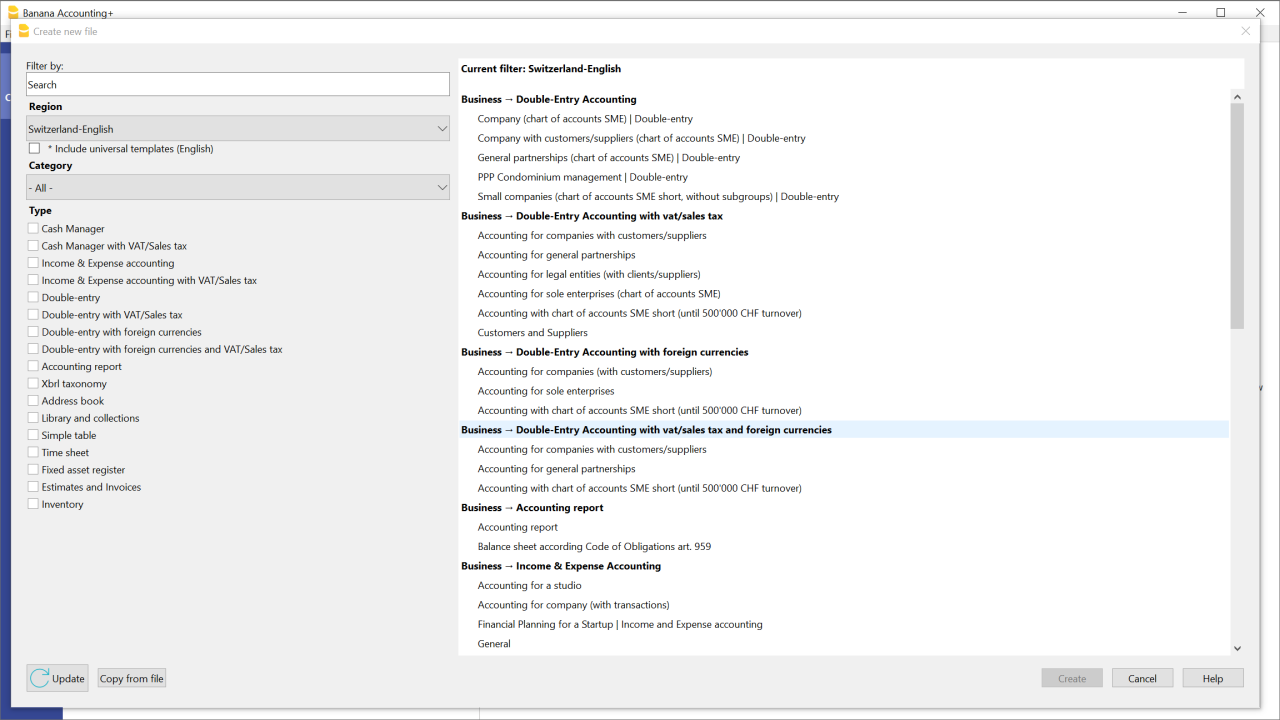 Banana Accounting+
Create new file
Filter by:
Search
Region
Switzerland-English
* Include universal templates (English)
Category
- All -
Type
Cash Manager
Cash Manager with VAT/Sales tax
Income & Expense accounting
Income & Expense accounting with VAT/Sales tax
Double-entry
Double-entry with VAT/Sales tax
Double-entry with foreign currencies
Double-entry with foreign currencies and VAT/Sales tax
Accounting report
Xbrl taxonomy
Address book
Library and collections
Simple table
Time sheet
Fixed asset register
Estimates and Invoices
Inventory
Update
Copy from file
Current filter: Switzerland-English
Business → Double-Entry Accounting
Company (chart of accounts SME) | Double-entry
Company with customers/suppliers (chart of accounts SME) | Double-entry
General partnerships (chart of accounts SME) | Double-entry
PPP Condominium management | Double-entry
Small companies (chart of accounts SME short, without subgroups) | Double-entry
Business → Double-Entry Accounting with vat/sales tax
Accounting for companies with customers/suppliers
Accounting for general partnerships
Accounting for legal entities (with clients/suppliers)
Accounting for sole enterprises (chart of accounts SME)
Accounting with chart of accounts SME short (until 500'000 CHF turnover)
Customers and Suppliers
Business → Double-Entry Accounting with foreign currencies
Accounting for companies (with customers/suppliers)
Accounting for sole enterprises
Accounting with chart of accounts SME short (until 500'000 CHF turnover)
Business → Double-Entry Accounting with vat/sales tax and foreign currencies
Accounting for companies with customers/suppliers
Accounting for general partnerships
Accounting with chart of accounts SME short (until 500'000 CHF turnover)
Business → Accounting report
Accounting report
Balance sheet according Code of Obligations art. 959
Business → Income & Expense Accounting
Accounting for a studio
Accounting for company (with transactions)
Financial Planning for a Startup | Income and Expense accounting
General
Create
Cancel
Help